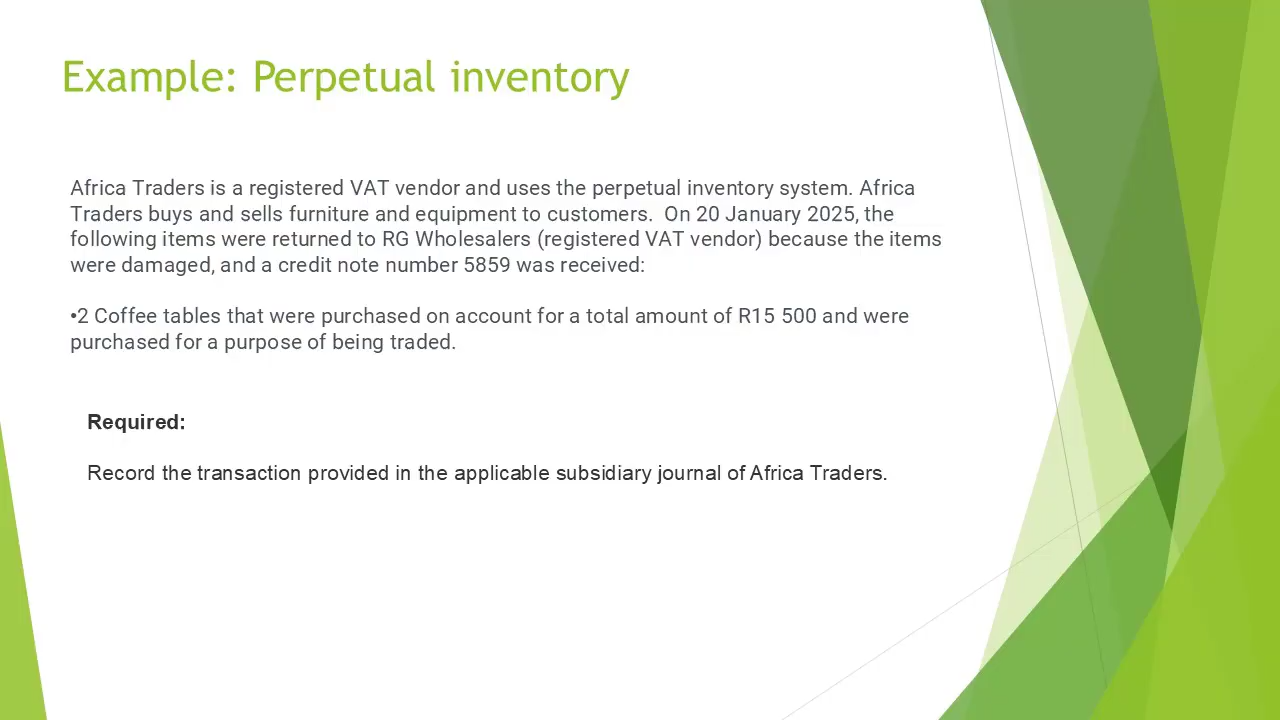 Example: Perpetual inventory
Africa Traders is a registered VAT vendor and uses the perpetual inventory system. Africa
Traders buys and sells furniture and equipment to customers.  On 20 January 2025, the
following items were returned to RG Wholesalers (registered VAT vendor) because the items
were damaged, and a credit note number 5859 was received:
•2 Coffee tables that were purchased on account for a total amount of R15 500 and were
purchased for a purpose of being traded.
Required:
Record the transaction provided in the applicable subsidiary journal of Africa Traders.